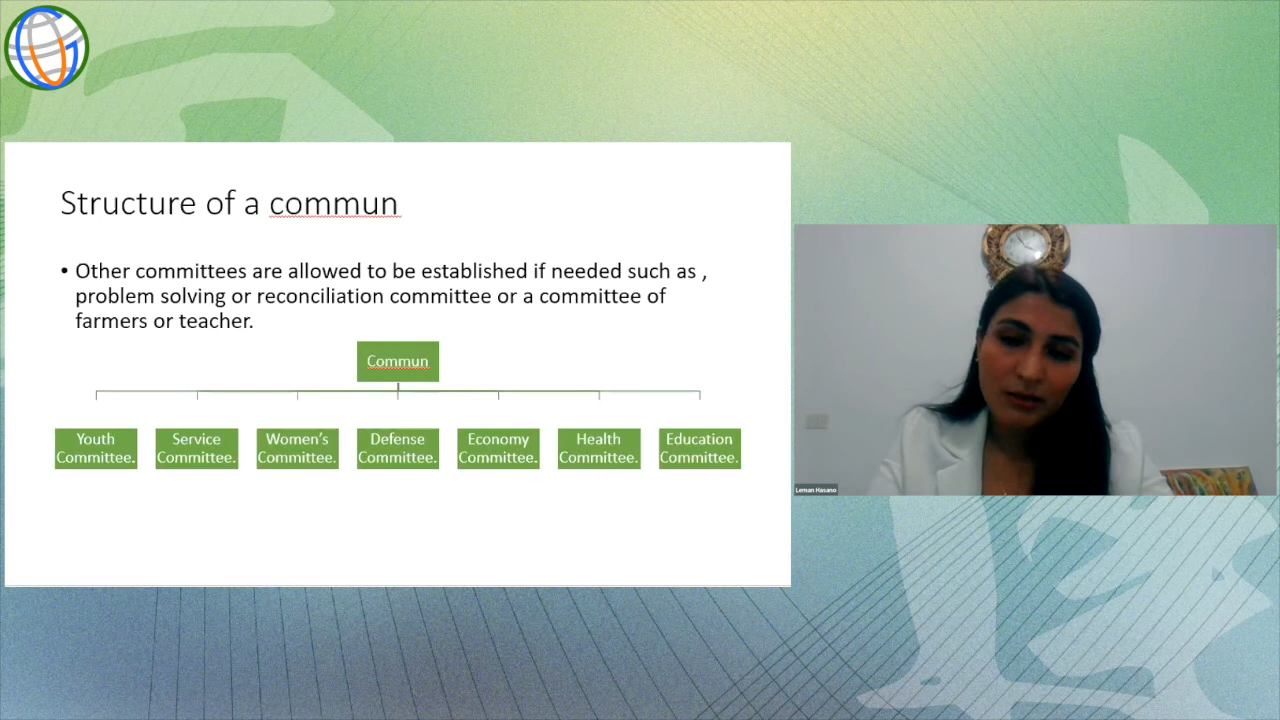 Structure of a commun
• Other committees are allowed to be established if needed such as ,
problem solving or reconciliation committee or a committee of
farmers or teacher.
Commun
Youth
Committee.
Service
Committee.
Women's
Committee.
Defense
Committee.
Economy
Committee.
Health
Committee.
Education
Committee.
Leman Hasano